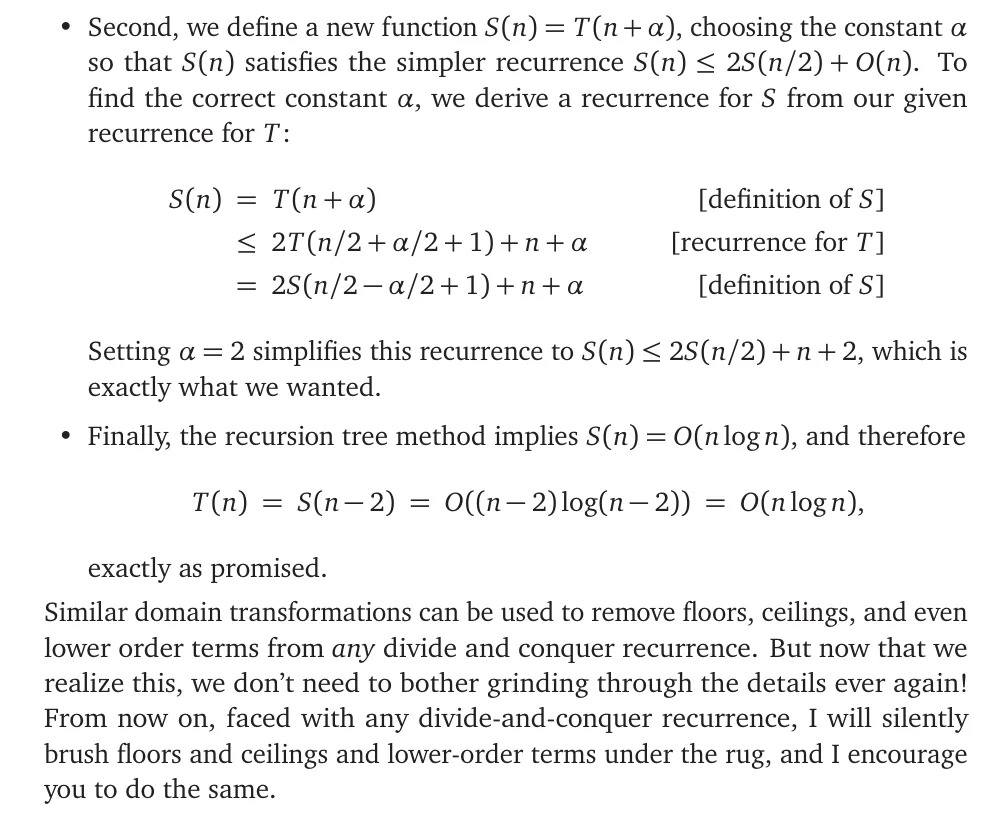 • Second, we define a new function S(n) = T(n + α), choosing the constant α
so that S(n) satisfies the simpler recurrence S(n) ≤ 2S(n/2) + O(n). To
find the correct constant α, we derive a recurrence for S from our given
recurrence for T:
S(n) = T(n + α) [definition of S]
≤ 2T(n/2 + α/2 + 1) + n + α [recurrence for T]
= 2S(n/2 − α/2 + 1) + n + α [definition of S]
Setting α = 2 simplifies this recurrence to S(n) ≤ 2S(n/2) + n + 2, which is
exactly what we wanted.
• Finally, the recursion tree method implies S(n) = O(n log n), and therefore
T(n) = S(n − 2) = O((n − 2) log(n − 2)) = O(n log n),
exactly as promised.
Similar domain transformations can be used to remove floors, ceilings, and even
lower order terms from any divide and conquer recurrence. But now that we
realize this, we don’t need to bother grinding through the details ever again!
From now on, faced with any divide-and-conquer recurrence, I will silently
brush floors and ceilings and lower-order terms under the rug, and I encourage
you to do the same.